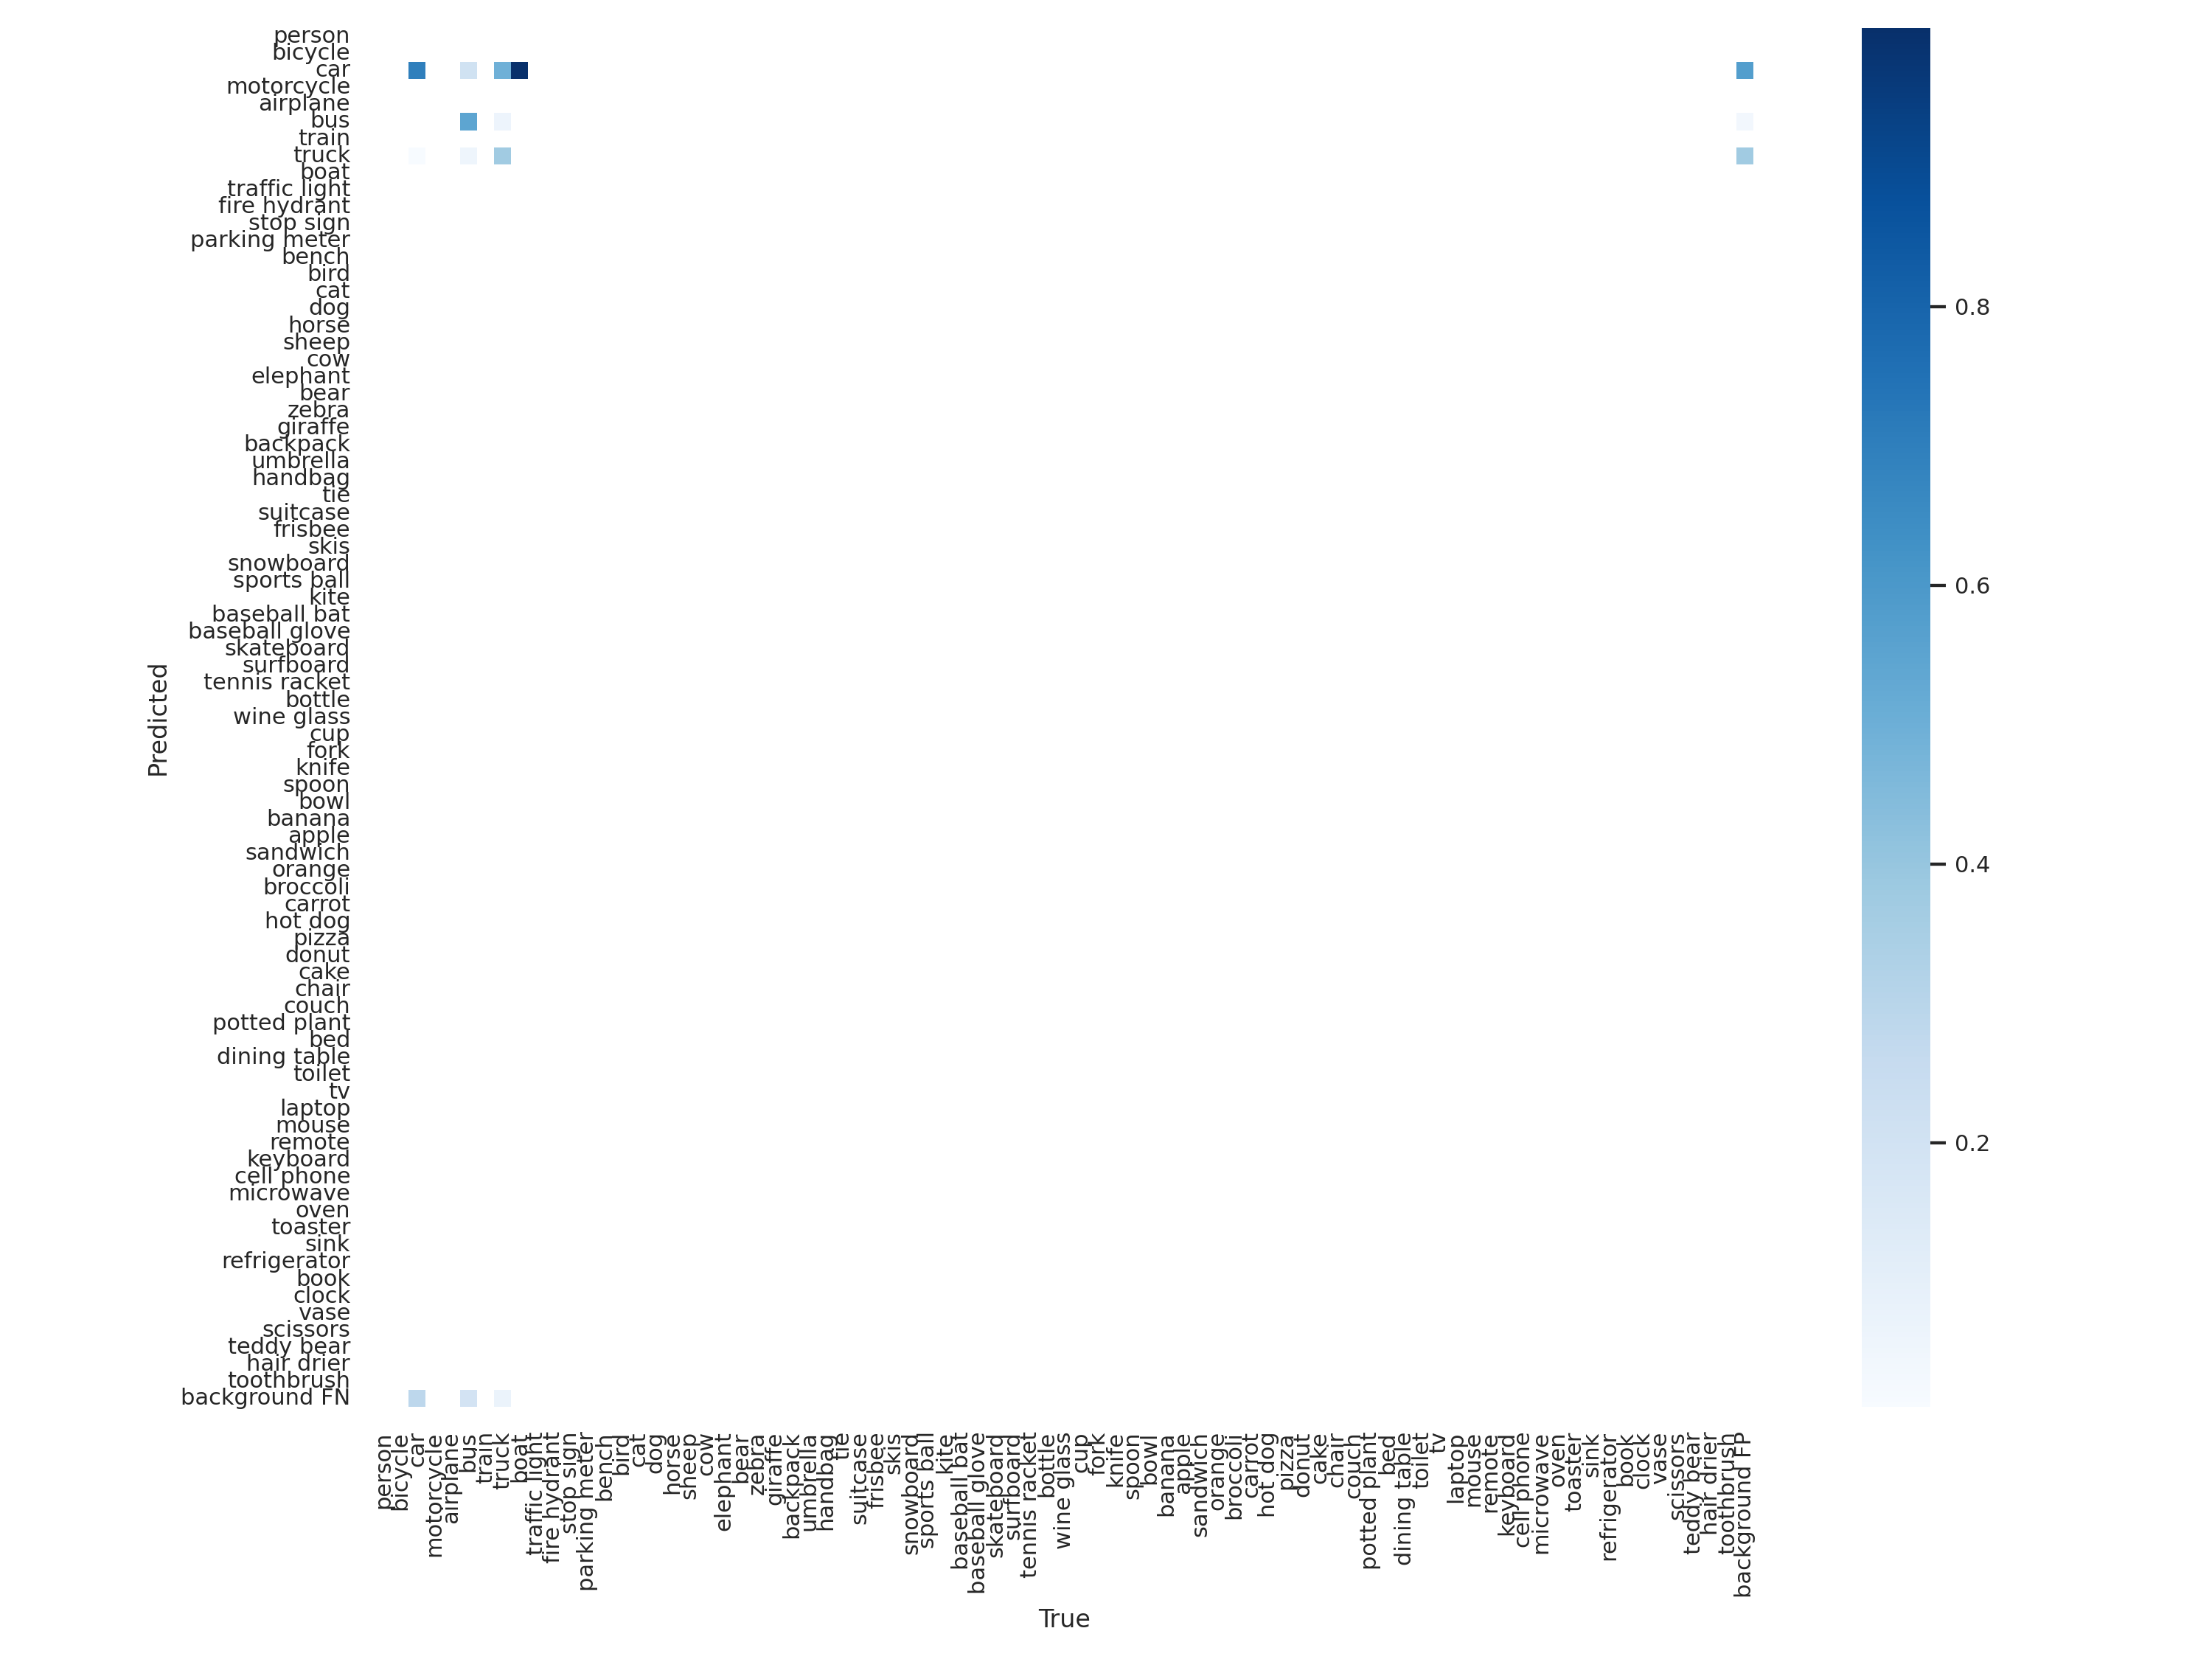 person
bicycle
car
motorcycle
airplane
bus
train
truck
boat
traffic light
fire hydrant
stop sign
parking meter
bench
bird
cat
dog
horse
sheep
cow
elephant
bear
zebra
giraffe
backpack
umbrella
handbag
tie
suitcase
frisbee
skis
snowboard
sports ball
kite
baseball bat
baseball glove
skateboard
surfboard
tennis racket
bottle
wine glass
cup
fork
knife
spoon
bowl
banana
apple
sandwich
orange
broccoli
carrot
hot dog
pizza
donut
cake
chair
couch
potted plant
bed
dining table
toilet
tv
laptop
mouse
remote
keyboard
cell phone
microwave
oven
toaster
sink
refrigerator
book
clock
vase
scissors
teddy bear
hair drier
toothbrush
background FN
Predicted
person
bicycle
car
motorcycle
airplane
bus
train
truck
boat
traffic light
fire hydrant
stop sign
parking meter
bench
bird
cat
dog
horse
sheep
cow
elephant
bear
zebra
giraffe
backpack
umbrella
handbag
tie
suitcase
frisbee
skis
snowboard
sports ball
kite
baseball bat
baseball glove
skateboard
surfboard
tennis racket
bottle
wine glass
cup
fork
knife
spoon
bowl
banana
apple
sandwich
orange
broccoli
carrot
hot dog
pizza
donut
cake
chair
couch
potted plant
bed
dining table
toilet
tv
laptop
mouse
remote
keyboard
cell phone
microwave
oven
toaster
sink
refrigerator
book
clock
vase
scissors
teddy bear
hair drier
toothbrush
background FP
True
0.8
0.6
0.4
0.2